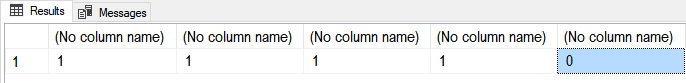 Results Messages
(No column name) (No column name) (No column name) (No column name) (No column name)
1 1 1 1 1 0